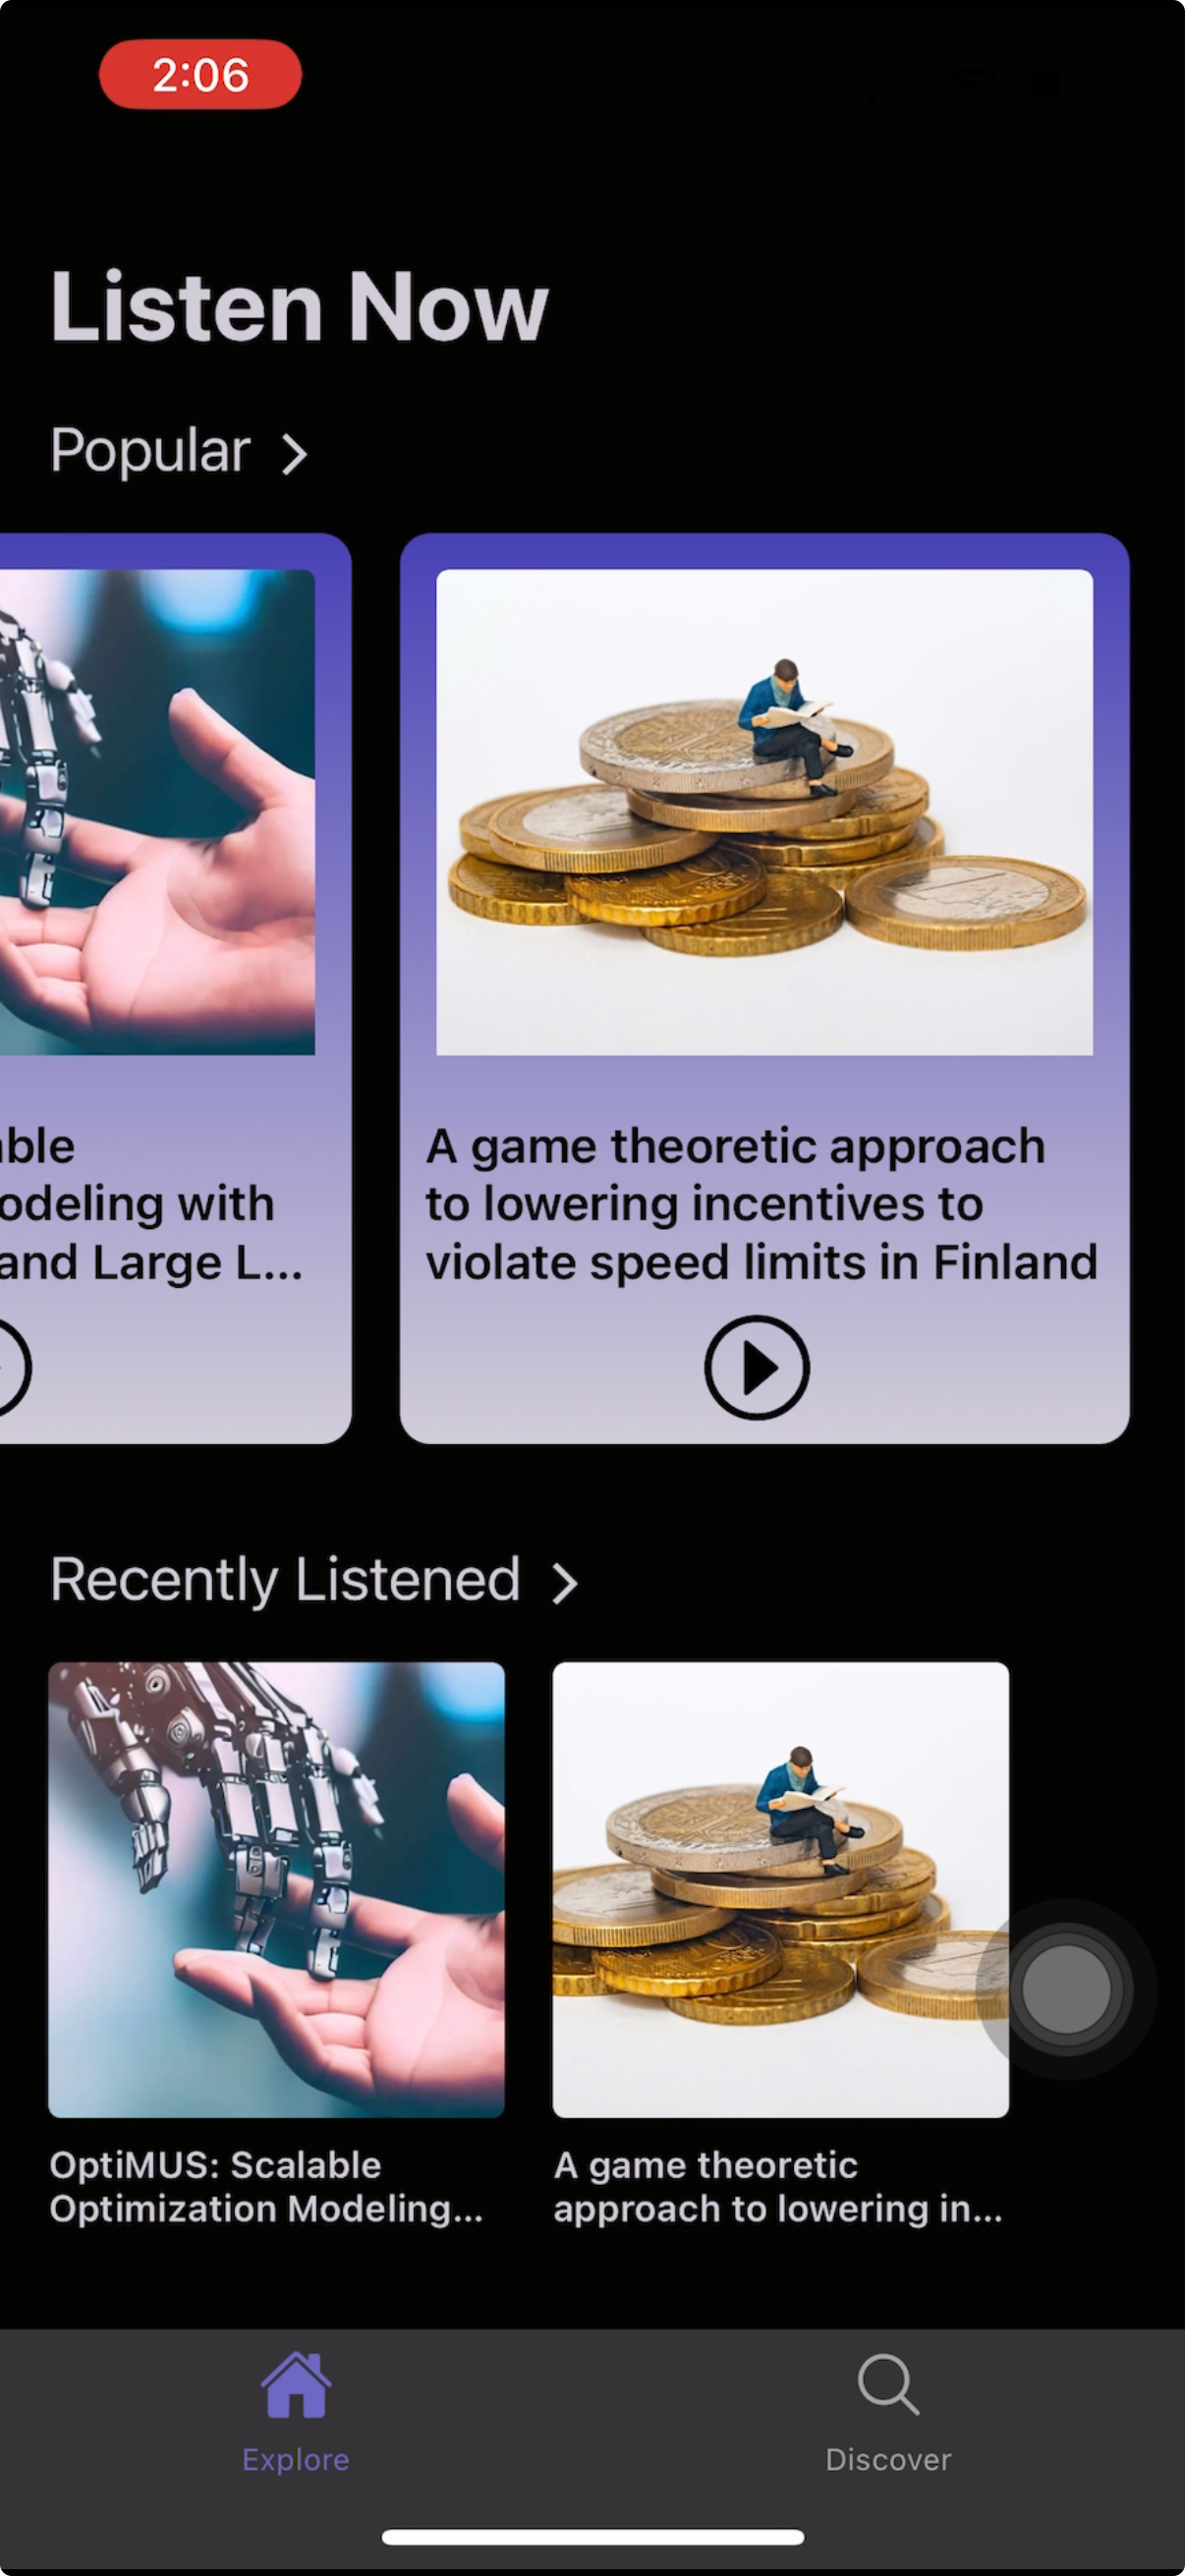 2:06
Listen Now
Popular
able
odeling with
and Large L...
A game theoretic approach
to lowering incentives to
violate speed limits in Finland
Recently Listened
OptiMUS: Scalable
Optimization Modeling...
A game theoretic
approach to lowering in...
Explore
Discover